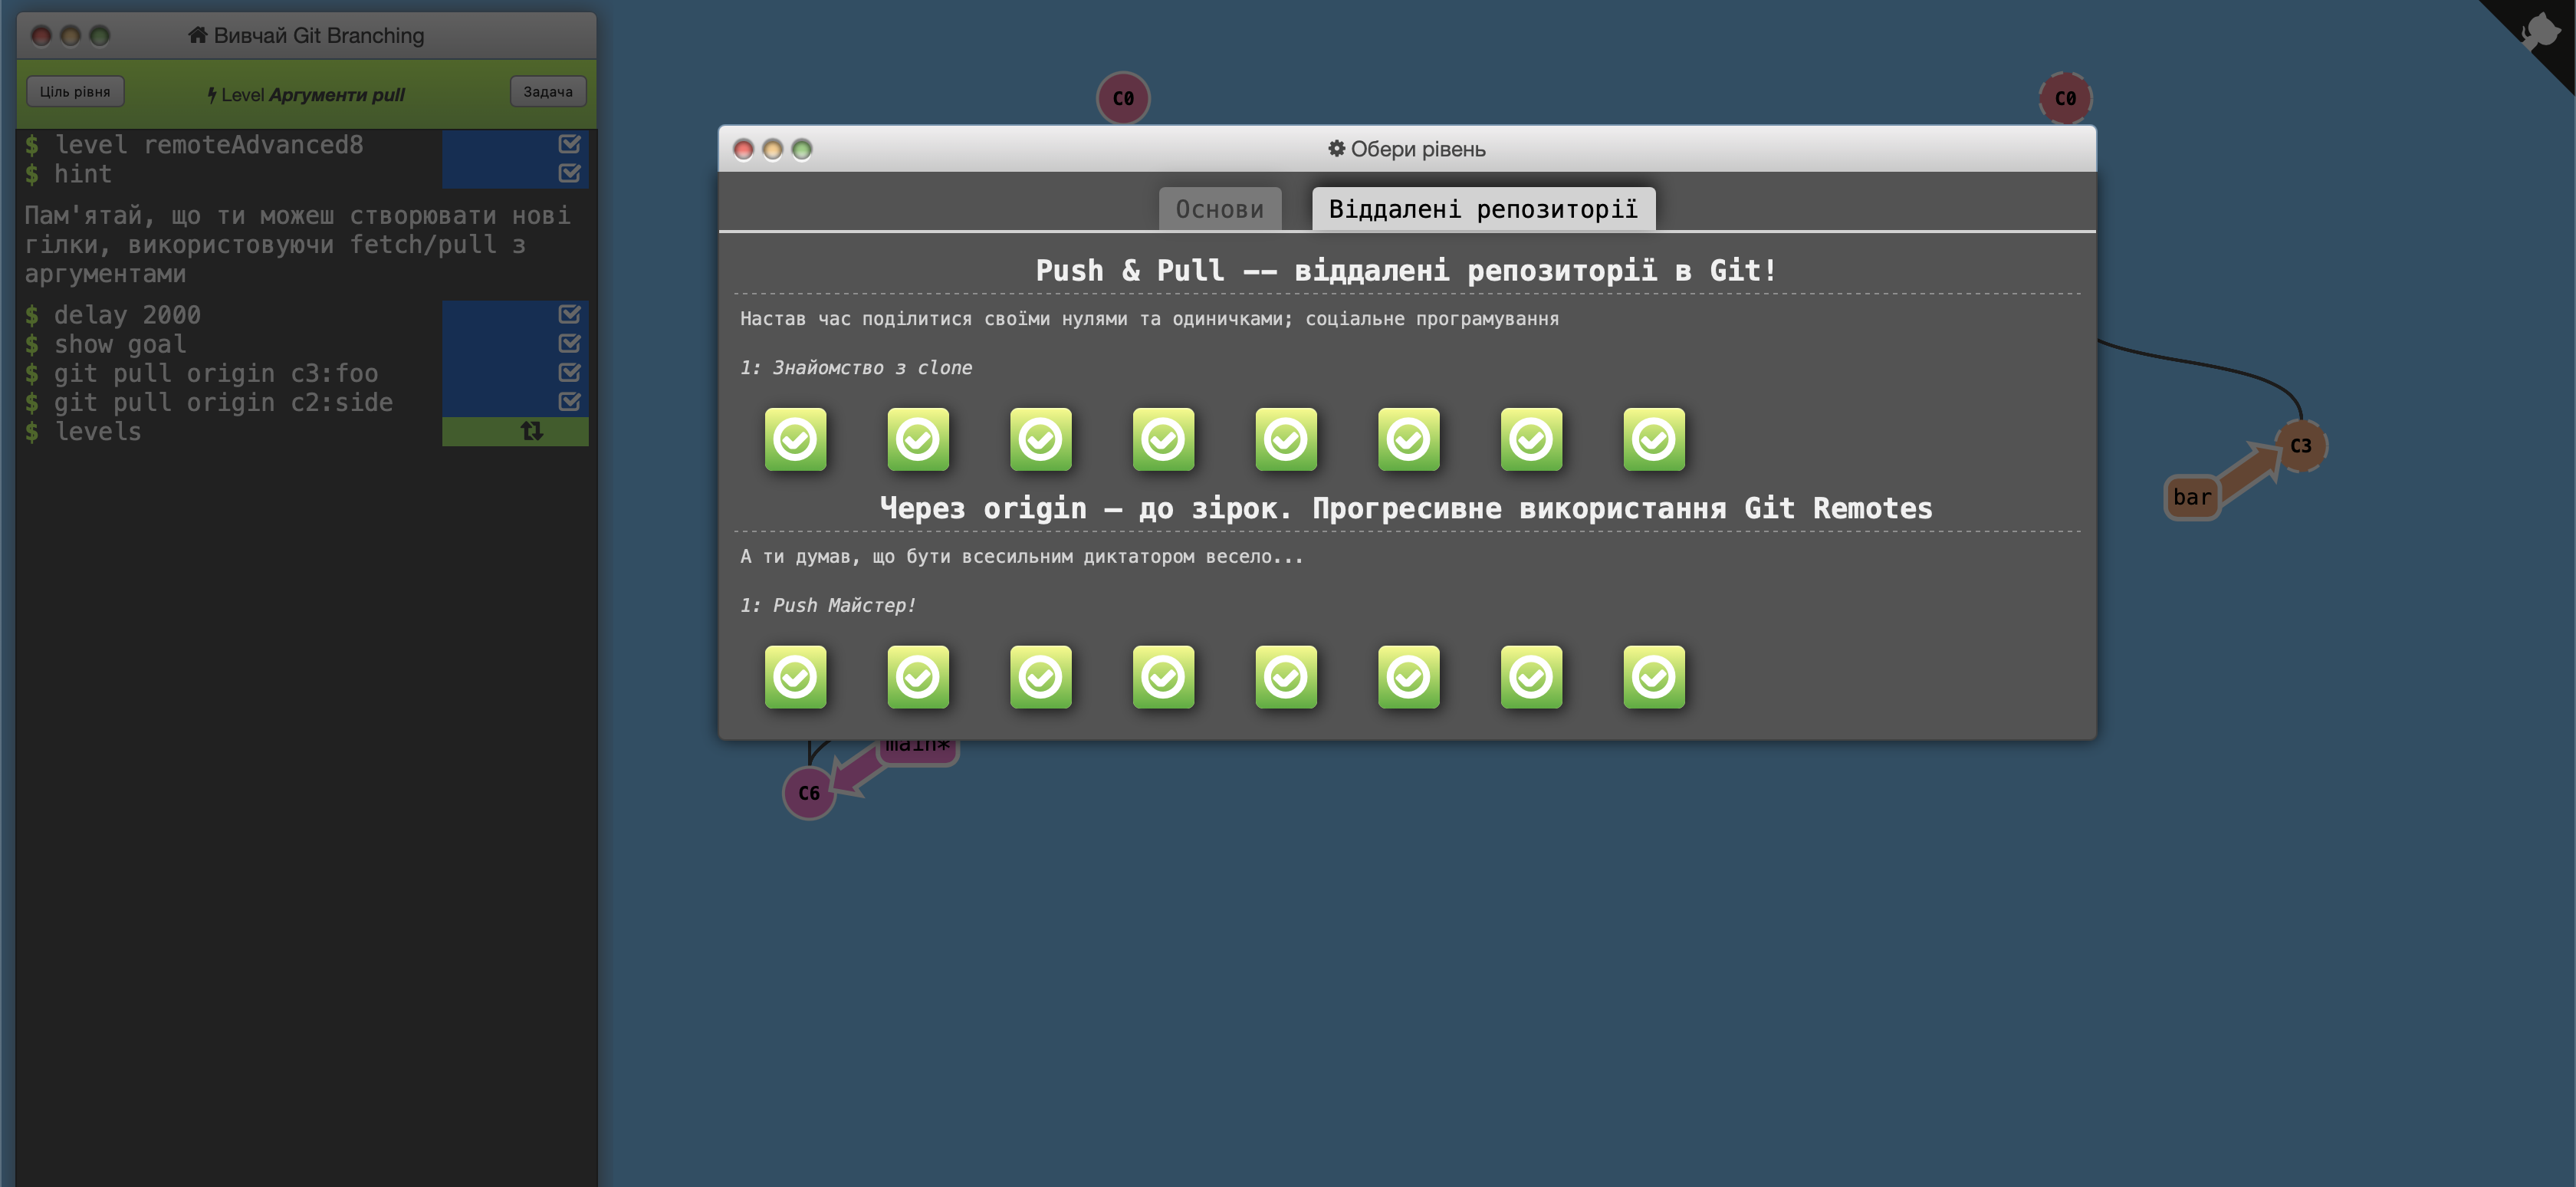 Вивчай Git Branching
Ціль рівня
Level Аргументи pull
Задача
$ level remoteAdvanced8
$ hint
Пам'ятай, що ти можеш створювати нові
гілки, використовуючи fetch/pull з
аргументами
$ delay 2000
$ show goal
$ git pull origin c3:foo
$ git pull origin c2:side
$ levels
C0
C0
Обери рівень
Основи
Віддалені репозиторії
Push & Pull —— віддалені репозиторії в Git!
Настав час поділитися своїми нулями та одиничками; соціальне програмування
1: Знайомство з clone
Через origin – до зірок. Прогресивне використання Git Remotes
А ти думав, що бути всесильним диктатором весело...
1: Push Майстер!
C3
bar
main*
C6